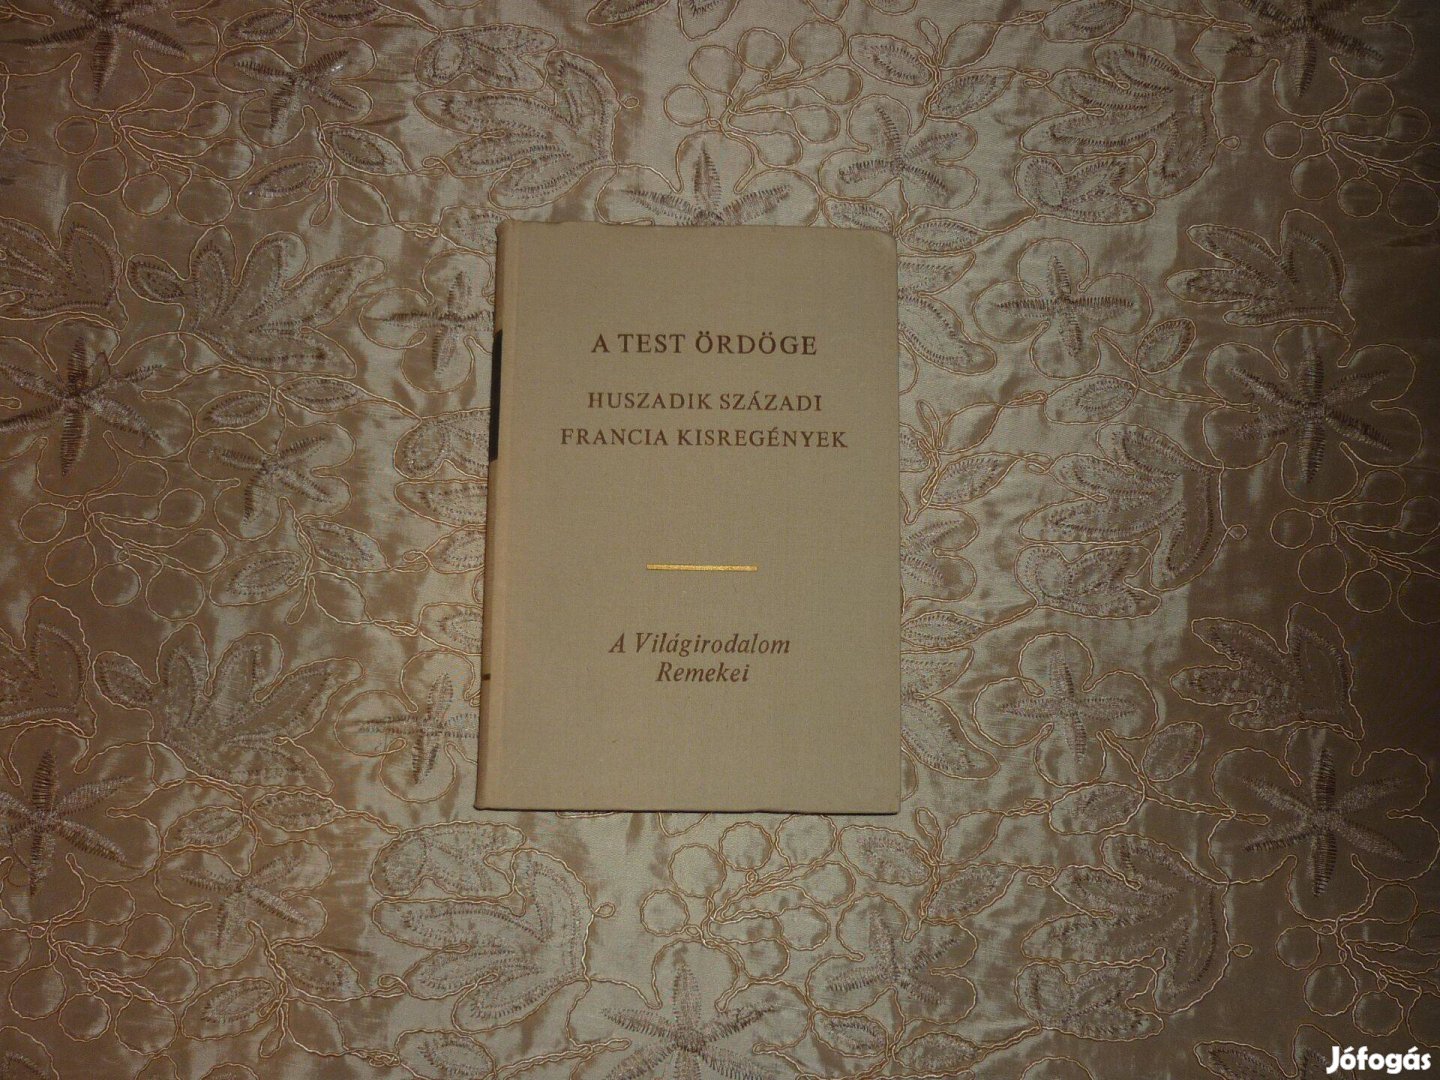 A TEST ÖRDÖGE
HUSZADIK SZÁZADI
FRANCIA KISREGÉNYEK
A Világirodalom
Remekei
Jófogás